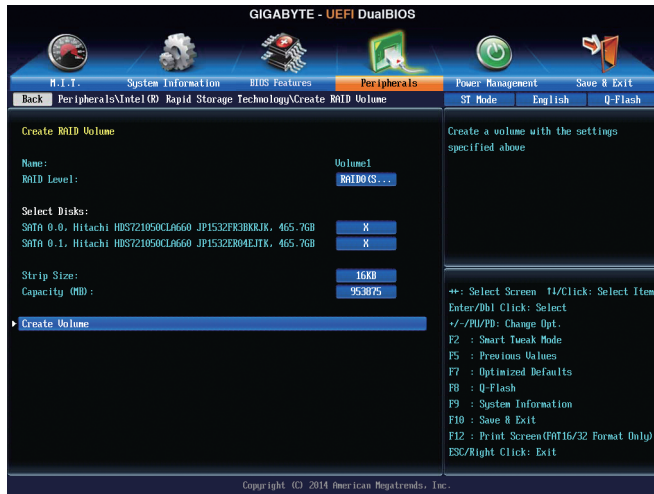 GIGABYTE - UEFI DualBIOS
M.I.T. System Information BIOS Features Peripherals Power Management Save & Exit
Back Peripherals\Intel(R) Rapid Storage Technology\Create RAID Volume ST Mode English Q-Flash
Create RAID Volume
Name: Volume1
RAID Level: RAID0(S...
Select Disks:
SATA 0.0, Hitachi HDS721050CLA660 JP1532FR3BKRJK, 465.7GB X
SATA 0.1, Hitachi HDS721050CLA660 JP1532ER04EJTK, 465.7GB X
Strip Size: 16KB
Capacity (MB): 953875
Create Volume
Create a volume with the settings
specified above
→←: Select Screen ↑↓/Click: Select Item
Enter/Dbl Click: Select
+/-/PU/PD: Change Opt.
F2 : Smart Tweak Mode
F5 : Previous Values
F7 : Optimized Defaults
F8 : Q-Flash
F9 : System Information
F10 : Save & Exit
F12 : Print Screen(FAT16/32 Format Only)
ESC/Right Click: Exit
Copyright (C) 2014 American Megatrends, Inc.